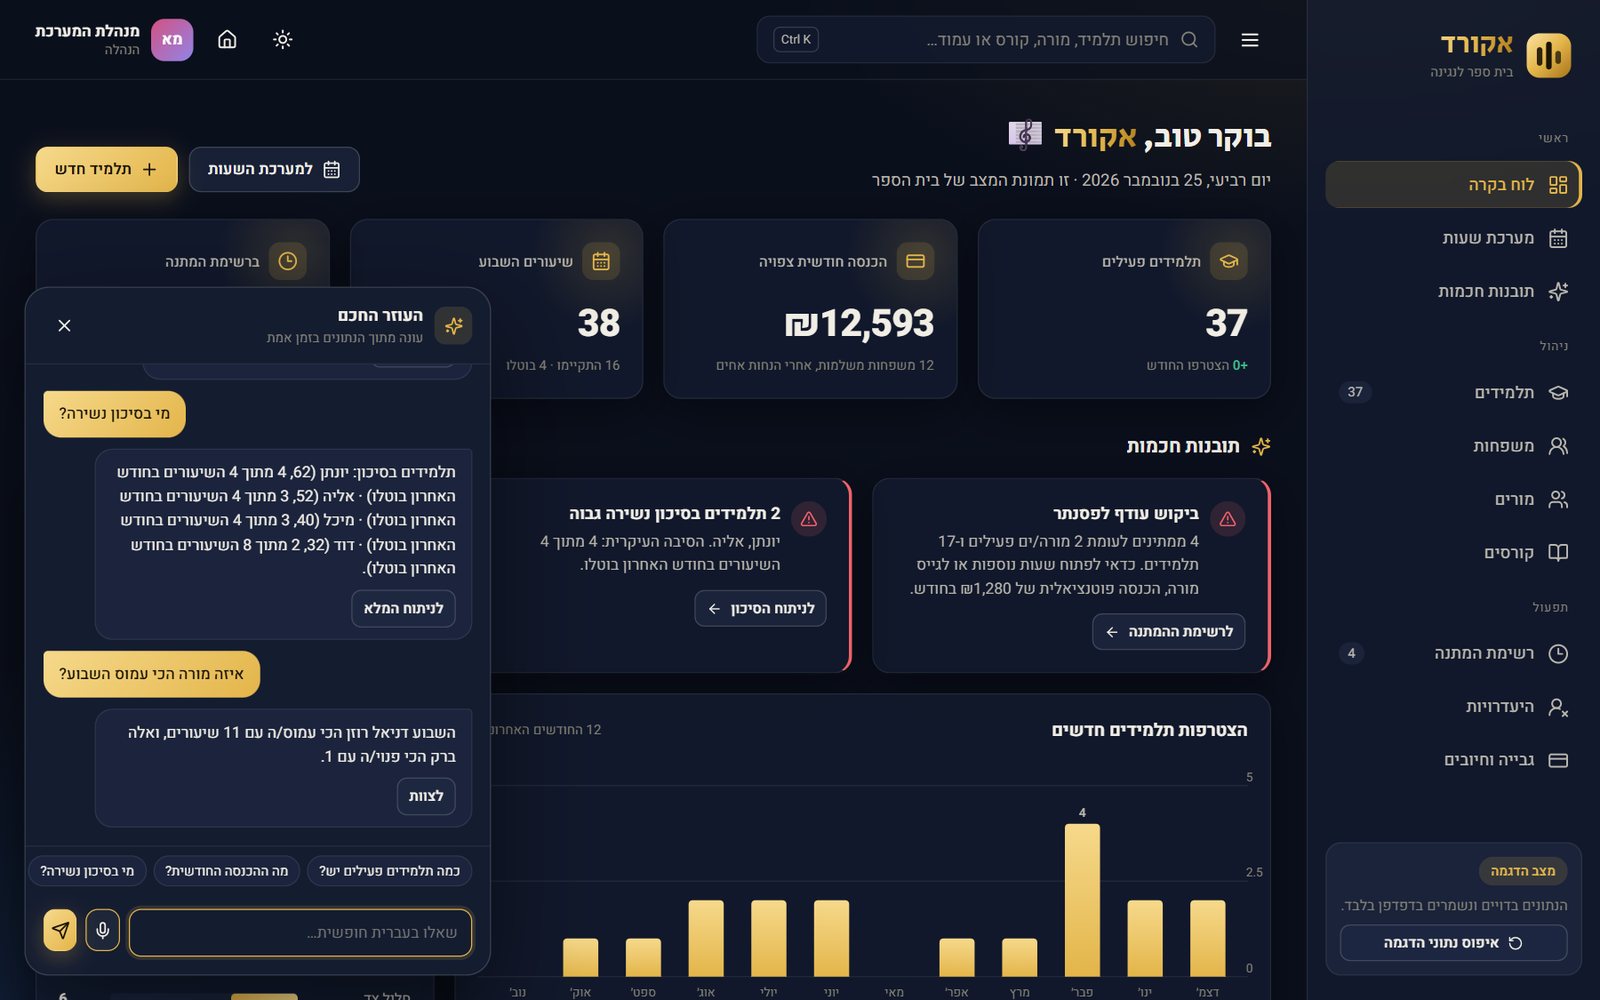 אקורד
בית ספר לנגינה
ראשי
לוח בקרה
מערכת שעות
תובנות חכמות
ניהול
תלמידים
37
משפחות
מורים
קורסים
תפעול
רשימת המתנה
4
היעדרויות
גבייה וחיובים
מצב הדגמה
הנתונים בדויים ונשמרים בדפדפן בלבד.
איפוס נתוני הדגמה
חיפוש תלמיד, מורה, קורס או עמוד...
Ctrl K
מנהלת המערכת
הנהלה
מא
בוקר טוב, אקורד
יום רביעי, 25 בנובמבר 2026 · זו תמונת המצב של בית הספר
למערכת השעות
תלמיד חדש
תלמידים פעילים
37
+0 הצטרפו החודש
הכנסה חודשית צפויה
₪12,593
12 משפחות משלמות, אחרי הנחות אחים
שיעורים השבוע
38
16 התקיימו · 4 בוטלו
ברשימת המתנה
תובנות חכמות
ביקוש עודף לפסנתר
4 ממתינים לעומת 2 מורה/ים פעילים ו-17
תלמידים. כדאי לפתוח שעות נוספות או לגייס
מורה, הכנסה פוטנציאלית של ₪1,280 בחודש.
לרשימת ההמתנה
2 תלמידים בסיכון נשירה גבוה
יונתן, אליה. הסיבה העיקרית: 4 מתוך 4
השיעורים בחודש האחרון בוטלו.
לניתוח הסיכון
הצטרפות תלמידים חדשים
12 החודשים האחרונ
5
4
2.5
0
דצמ׳
ינו׳
פבר׳
מרץ
אפר׳
מאי
יוני
יולי
אוג׳
ספט׳
אוק׳
נוב׳
העוזר החכם
עונה מתוך הנתונים בזמן אמת
מי בסיכון נשירה?
תלמידים בסיכון: יונתן (62, 4 מתוך 4 השיעורים בחודש
האחרון בוטלו) · אליה (52, 3 מתוך 4 השיעורים בחודש
האחרון בוטלו) · מיכל (40, 3 מתוך 4 השיעורים בחודש
האחרון בוטלו) · דוד (32, 2 מתוך 8 השיעורים בחודש
האחרון בוטלו).
לניתוח המלא
איזה מורה הכי עמוס השבוע?
השבוע דניאל רוזן הכי עמוס/ה עם 11 שיעורים, ואלה
ברק הכי פנוי/ה עם 1.
לצוות
כמה תלמידים פעילים יש?
מה ההכנסה החודשית?
מי בסיכון נשירה?
שאלו בעברית חופשית...
חליל צד
6